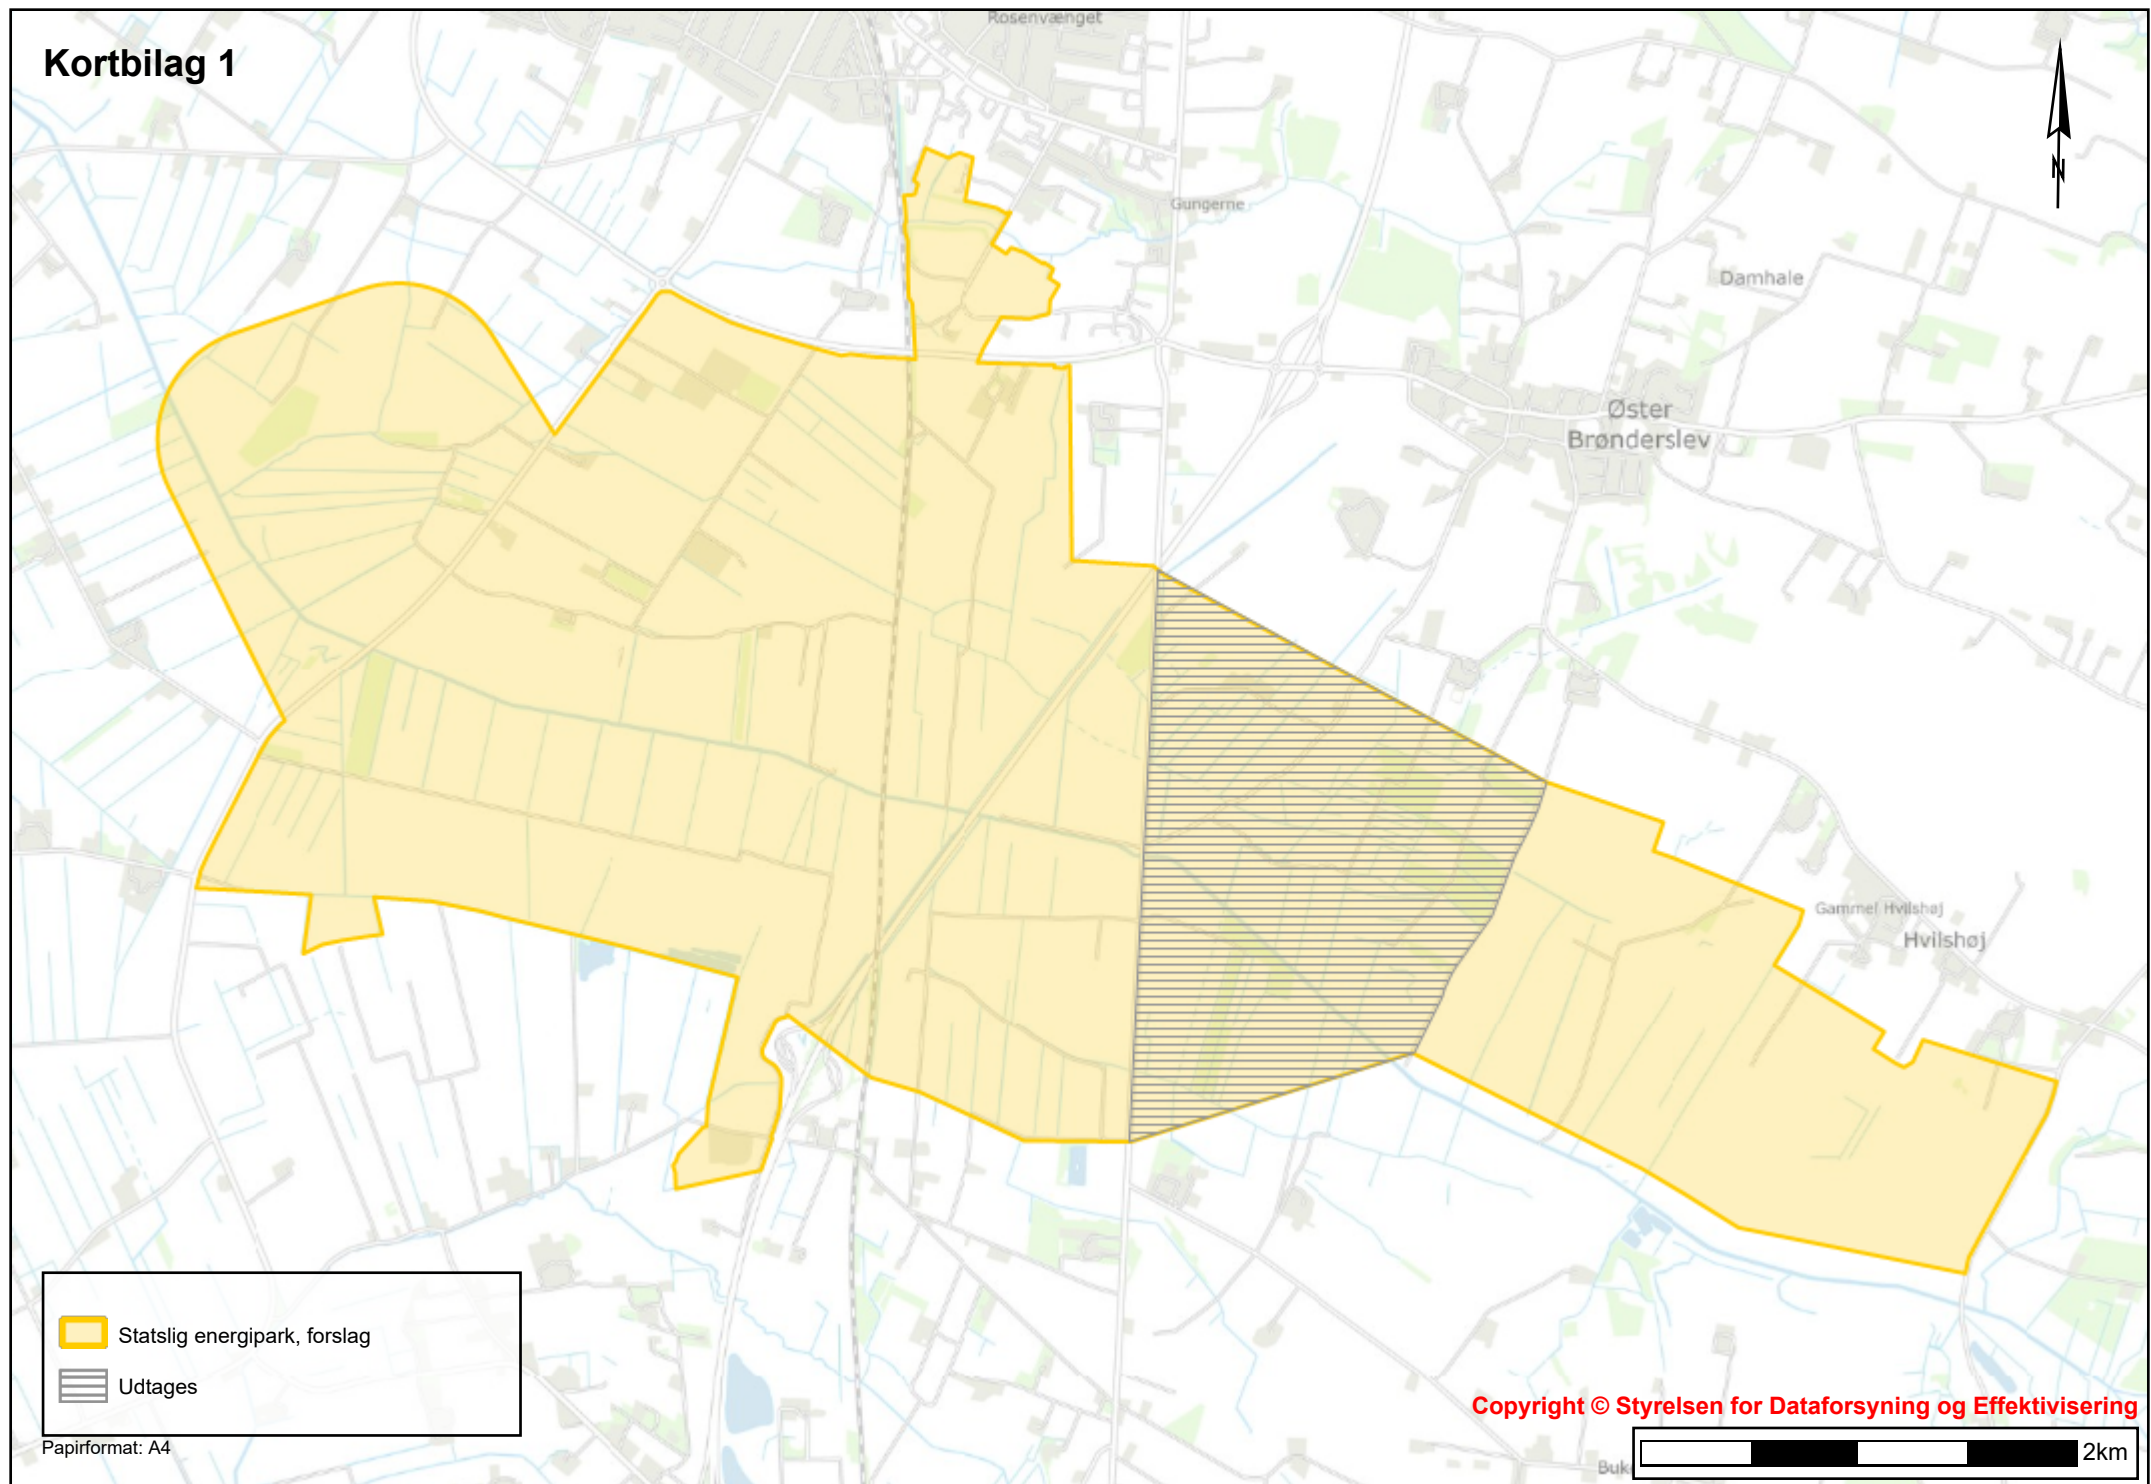 Kortbilag 1
Rosenvænget
N
Gungerne
Damhale
Øster
Brønderslev
Gammel Hvilshøj
Hvilshøj
Statslig energipark, forslag
Udtages
Copyright © Styrelsen for Dataforsyning og Effektivisering
Papirformat: A4
2km